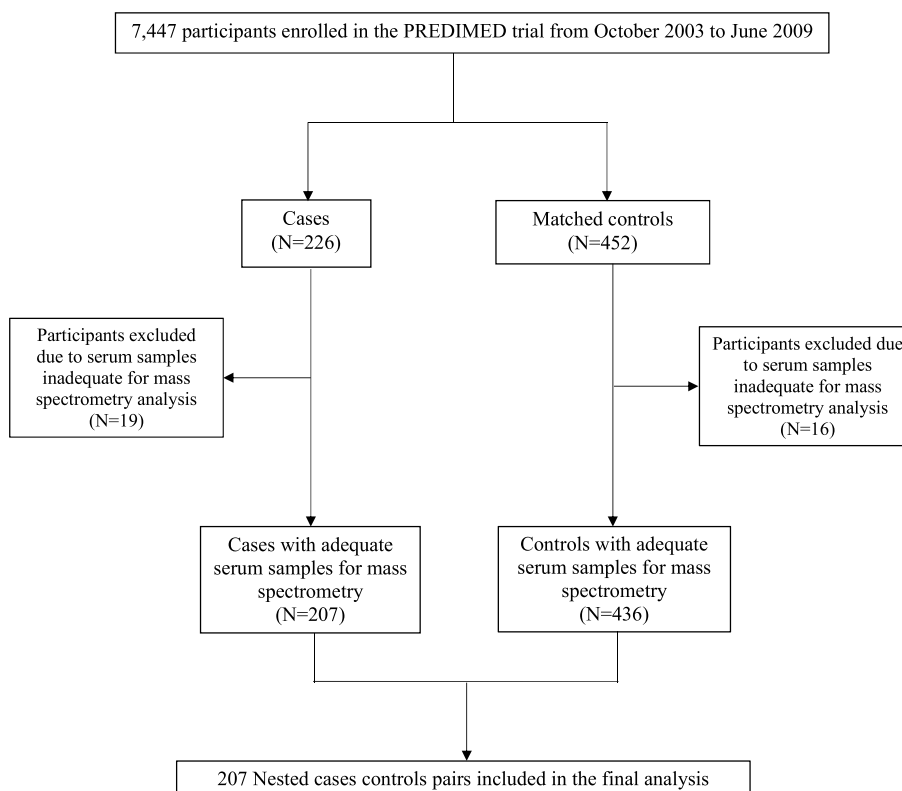 7,447 participants enrolled in the PREDIMED trial from October 2003 to June 2009
Cases
(N=226)
Matched controls
(N=452)
Participants excluded
due to serum samples
inadequate for mass
spectrometry analysis
(N=19)
Participants excluded due
to serum samples
inadequate for mass
spectrometry analysis
(N=16)
Cases with adequate
serum samples for mass
spectrometry
(N=207)
Controls with adequate
serum samples for mass
spectrometry
(N=436)
207 Nested cases controls pairs included in the final analysis